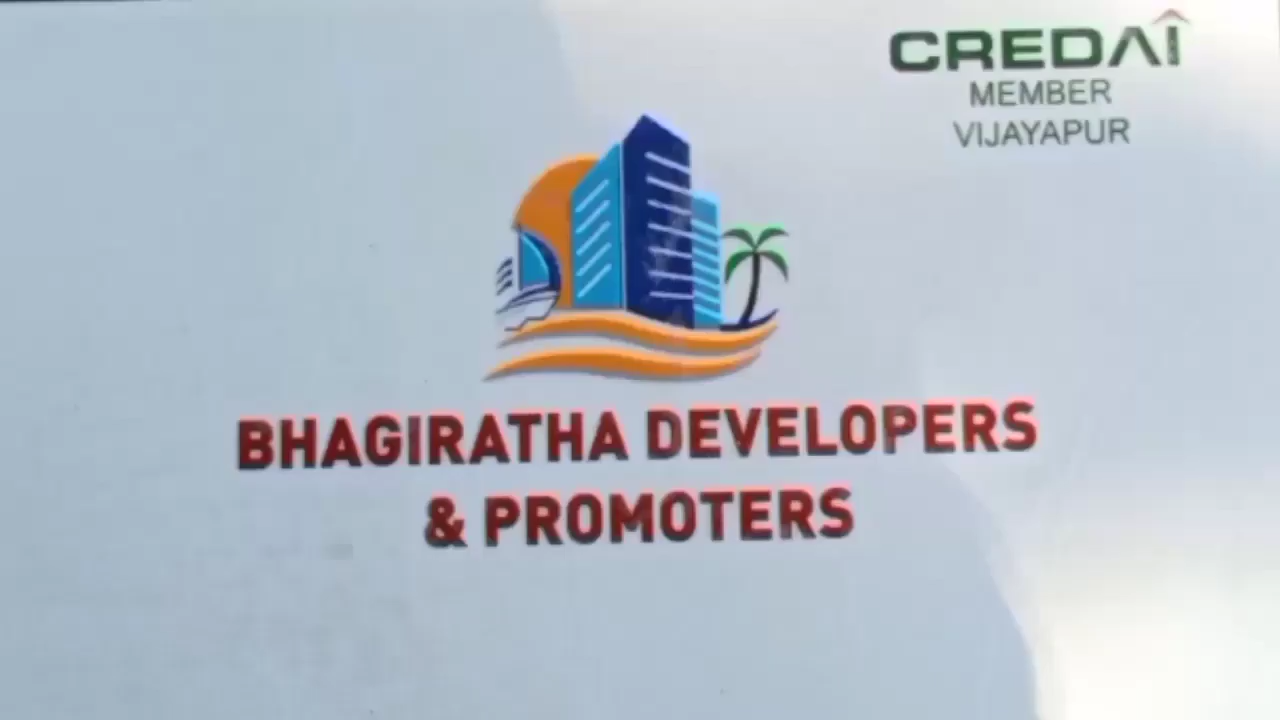 CREDAI
MEMBER
VIJAYAPUR
BHAGIRATHA DEVELOPERS
& PROMOTERS